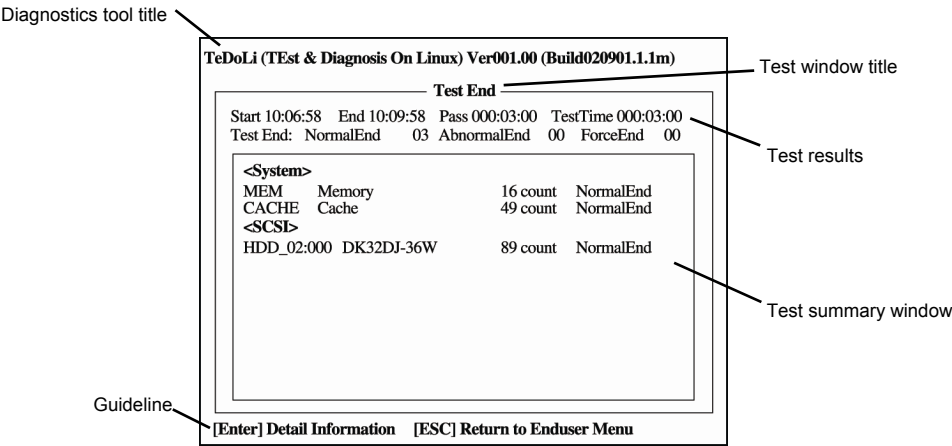 Diagnostics tool title
TeDoLi (TEst & Diagnosis On Linux) Ver001.00 (Build020901.1.1m)
Test window title
Test End
Start 10:06:58 End 10:09:58 Pass 000:03:00 TestTime 000:03:00
Test End: NormalEnd 03 AbnormalEnd 00 ForceEnd 00
Test results
<System>
MEM Memory 16 count NormalEnd
CACHE Cache 49 count NormalEnd
<SCSI>
HDD_02:000 DK32DJ-36W 89 count NormalEnd
Test summary window
Guideline
[Enter] Detail Information [ESC] Return to Enduser Menu